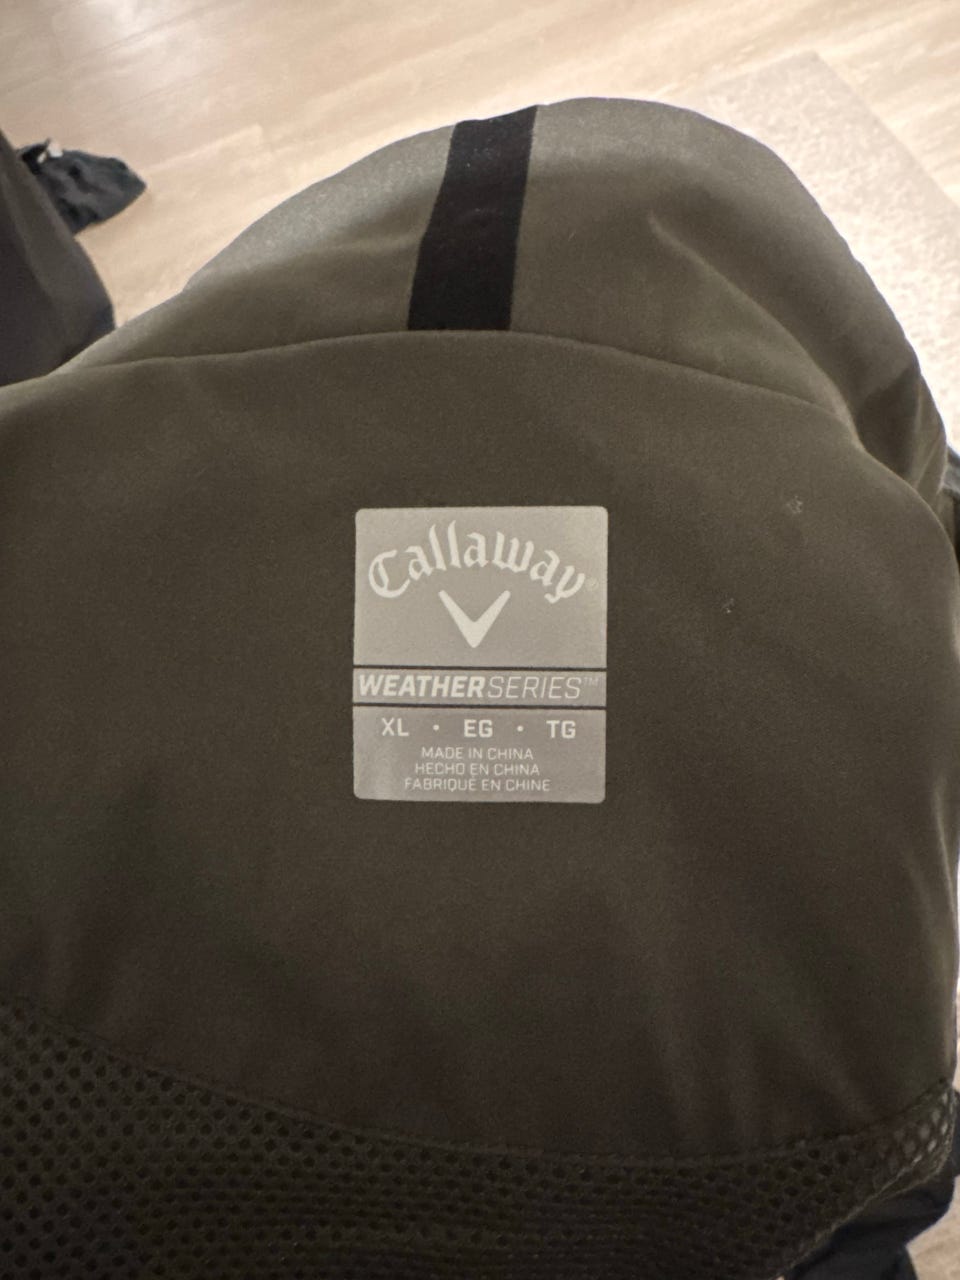 Callaway®
WEATHERSERIES™
XL • EG • TG
MADE IN CHINA
HECHO EN CHINA
FABRIQUÉ EN CHINE